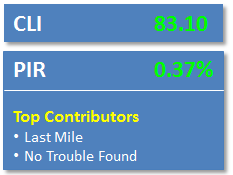 CLI 83.10
PIR 0.37%
Top Contributors
• Last Mile
• No Trouble Found